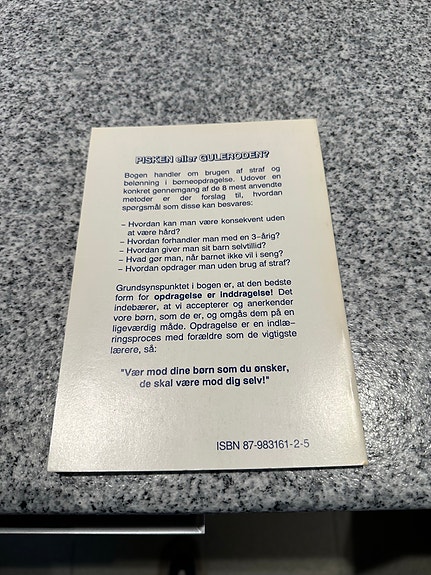 PISKEN eller GULERODEN?
Bogen handler om brugen af straf og
belønning i børneopdragelse. Udover en
konkret gennemgang af de 8 mest anvendte
metoder er der forslag til, hvordan
spørgsmål som disse kan besvares:
– Hvordan kan man være konsekvent uden
at være hård?
– Hvordan forhandler man med en 3-årig?
– Hvordan giver man sit barn selvtillid?
– Hvad gør man, når barnet ikke vil i seng?
– Hvordan opdrager man uden brug af straf?
Grundsynspunktet i bogen er, at den bedste
form for opdragelse er inddragelse! Det
indebærer, at vi accepterer og anerkender
vore børn, som de er, og omgås dem på en
ligeværdig måde. Opdragelse er en indlæ-
ringsproces med forældre som de vigtigste
lærere, så:
"Vær mod dine børn som du ønsker,
de skal være mod dig selv!"
ISBN 87-983161-2-5